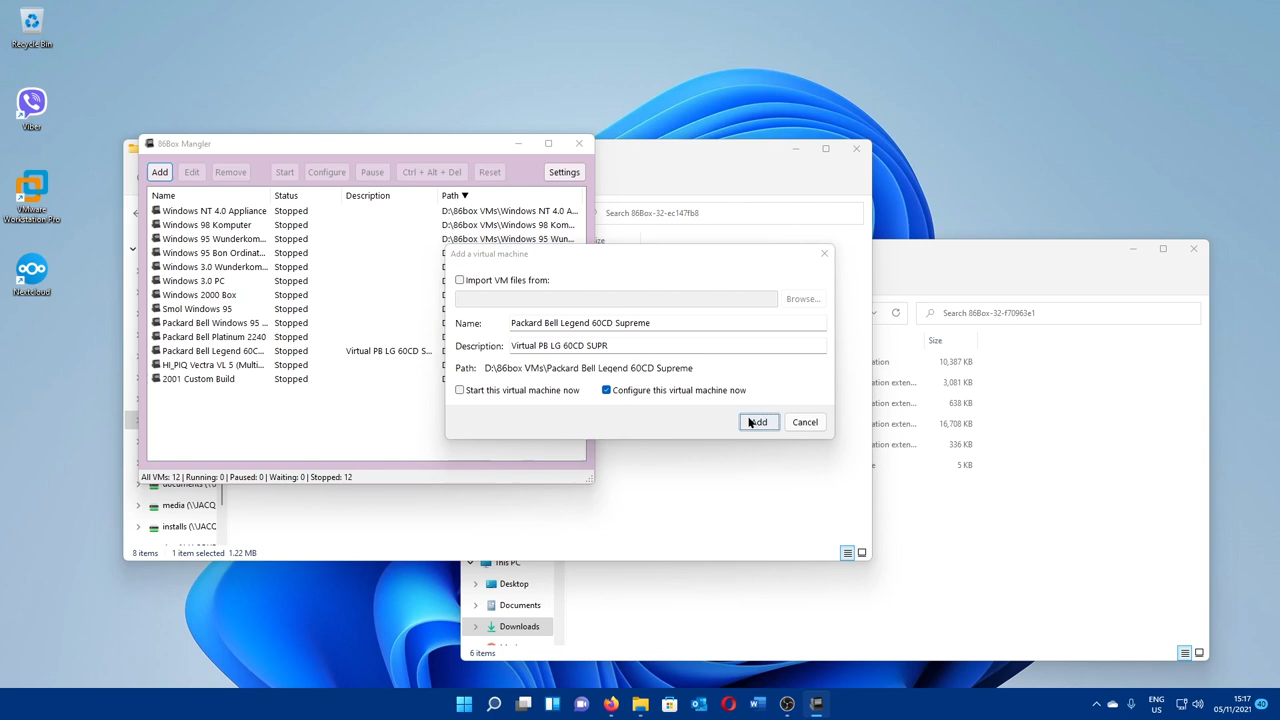 Recycle Bin
Viber
VMware
Workstation Pro
Nextcloud
86Box Mangler
Add Edit Remove Start Configure Pause Ctrl + Alt + Del Reset Settings
Name Status Description Path
Windows NT 4.0 Appliance Stopped D:\86box VMs\Windows NT 4.0 A...
Windows 98 Komputer Stopped D:\86box VMs\Windows 98 Kom...
Windows 95 Wunderkom... Stopped D:\86box VMs\Windows 95 Wun...
Windows 95 Bon Ordinat... Stopped
Windows 3.0 Wunderkom... Stopped
Windows 3.0 PC Stopped
Windows 2000 Box Stopped
Smol Windows 95 Stopped
Packard Bell Windows 95 ... Stopped
Packard Bell Platinum 2240 Stopped
Packard Bell Legend 60C... Stopped Virtual PB LG 60CD S...
HI_PIQ Vectra VL 5 (Multi... Stopped
2001 Custom Build Stopped
All VMs: 12 | Running: 0 | Paused: 0 | Waiting: 0 | Stopped: 12
Search 86Box-32-ec147fb8
Add a virtual machine
Import VM files from:
Browse...
Name: Packard Bell Legend 60CD Supreme
Description: Virtual PB LG 60CD SUPR
Path: D:\86box VMs\Packard Bell Legend 60CD Supreme
Start this virtual machine now Configure this virtual machine now
Add Cancel
media (\\JACQ
installs (\\JACQ
8 items 1 item selected 1.22 MB
Search 86Box-32-f70963e1
Size
ation 10,387 KB
ation exten... 3,081 KB
ation exten... 638 KB
ation exten... 16,708 KB
ation exten... 336 KB
5 KB
This PC
Desktop
Documents
Downloads
6 items
ENG
US
15:17
05/11/2021